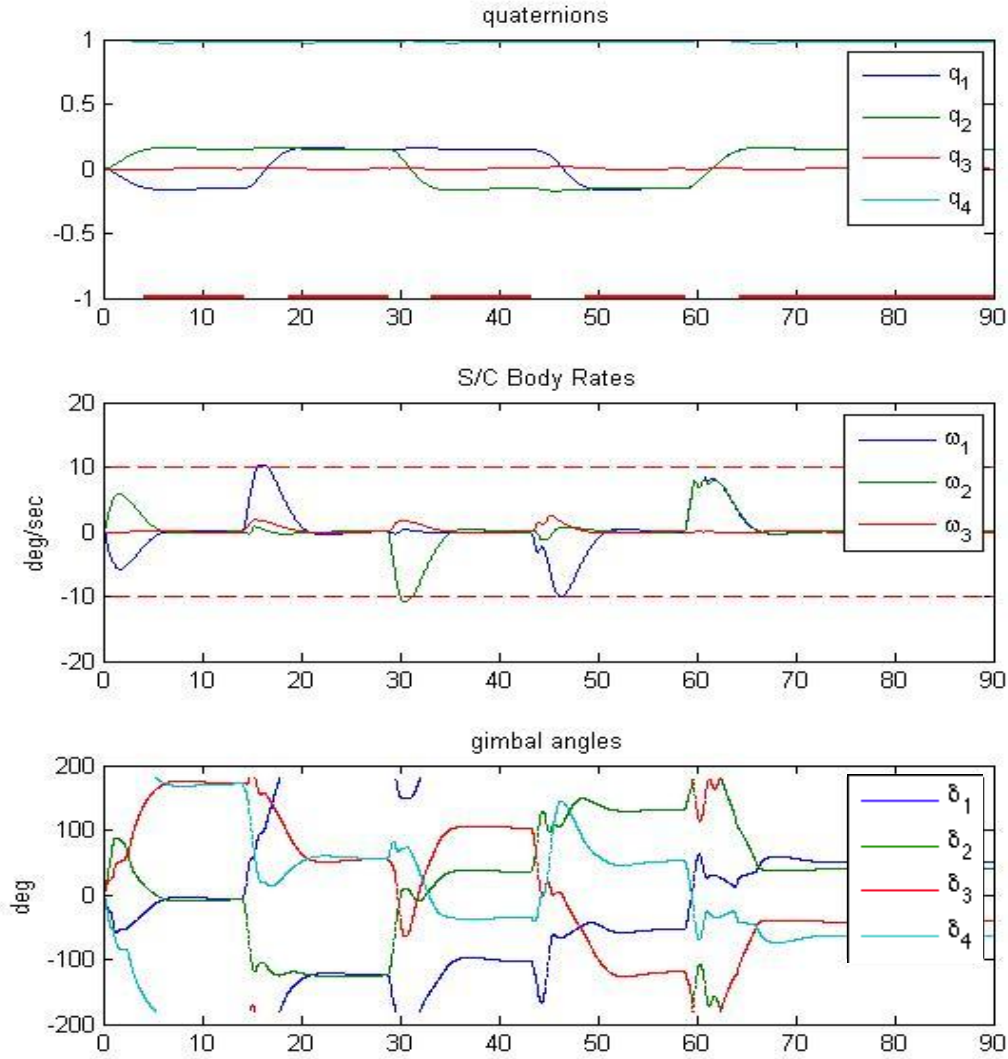 quaternions
1
0.5
0
-0.5
-1
q1
q2
q3
q4
0 10 20 30 40 50 60 70 80 90
S/C Body Rates
deg/sec
20
10
0
-10
-20
ω1
ω2
ω3
0 10 20 30 40 50 60 70 80 90
gimbal angles
deg
200
100
0
-100
-200
δ1
δ2
δ3
δ4
0 10 20 30 40 50 60 70 80 90